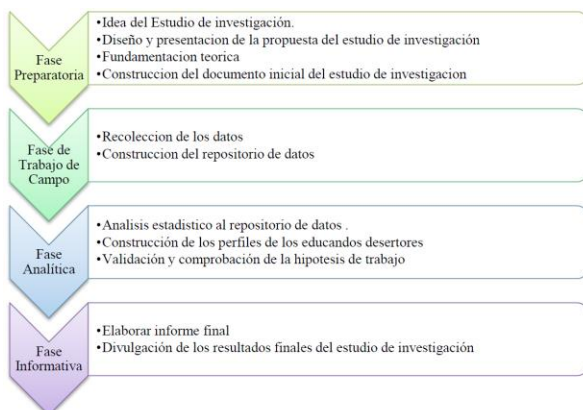 Fase
Preparatoria
•Idea del Estudio de investigación.
•Diseño y presentacion de la propuesta del estudio de investigación
•Fundamentacion teorica
•Construccion del documento inicial del estudio de investigacion
Fase de
Trabajo de
Campo
•Recoleccion de los datos
•Construccion del repositorio de datos
Fase
Analítica
•Analisis estadistico al repositorio de datos .
•Construcción de los perfiles de los educandos desertores
•Validación y comprobación de la hipotesis de trabajo
Fase
Informativa
•Elaborar informe final
•Divulgación de los resultados finales del estudio de investigación